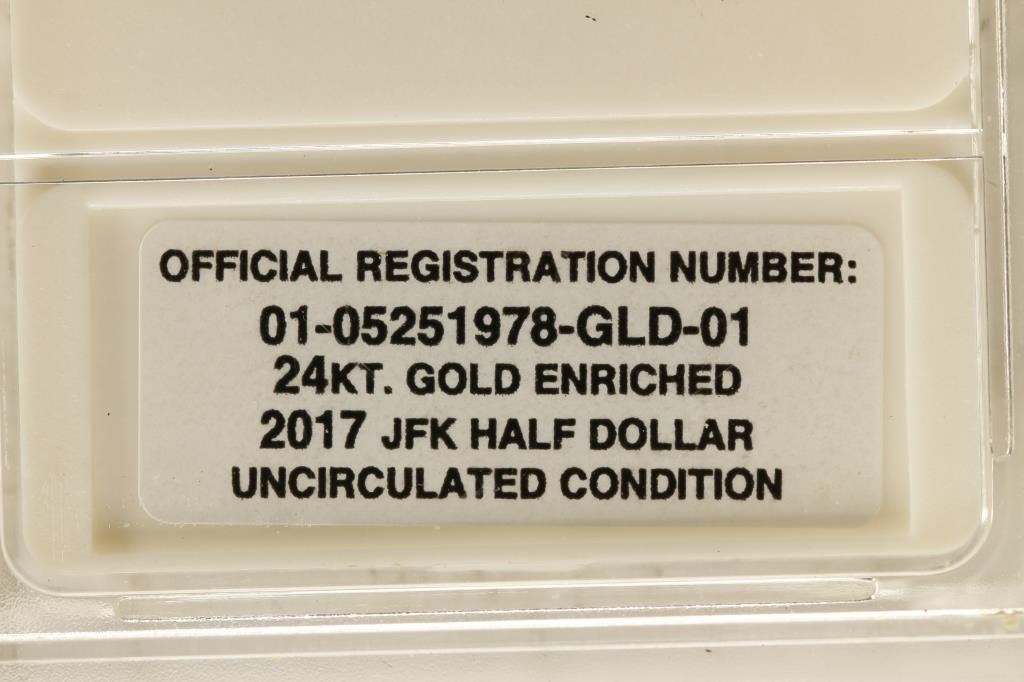 OFFICIAL REGISTRATION NUMBER:
01-05251978-GLD-01
24KT. GOLD ENRICHED
2017 JFK HALF DOLLAR
UNCIRCULATED CONDITION